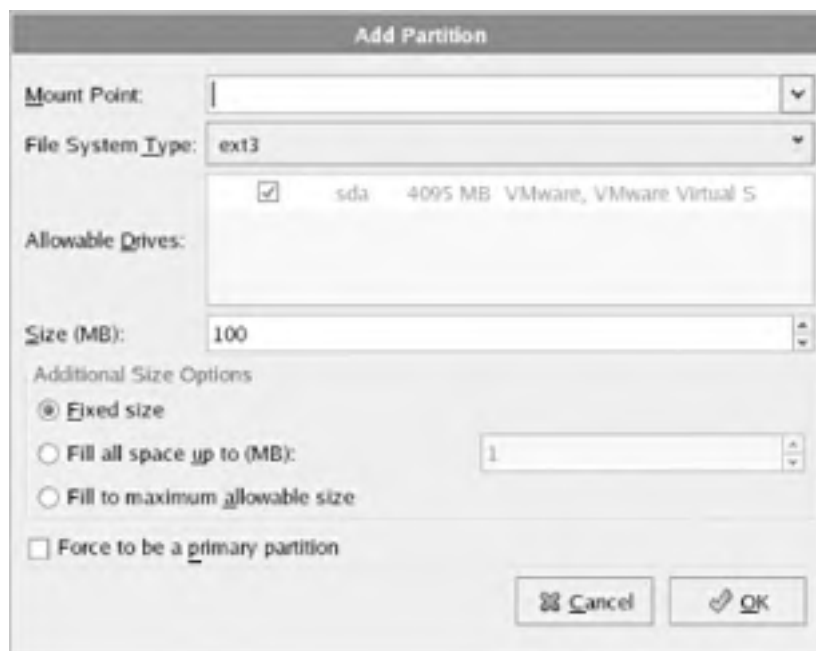 Add Partition
Mount Point:
File System Type: ext3
sda 4095 MB VMware, VMware Virtual S
Allowable Drives:
Size (MB): 100
Additional Size Options
Fixed size
Fill all space up to (MB): 1
Fill to maximum allowable size
Force to be a primary partition
Cancel OK